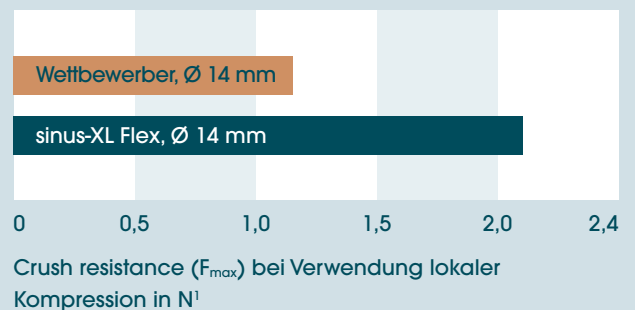 Wettbewerber, Ø 14 mm
sinus-XL Flex, Ø 14 mm
0 0,5 1,0 1,5 2,0 2,4
Crush resistance (Fmax) bei Verwendung lokaler
Kompression in N¹